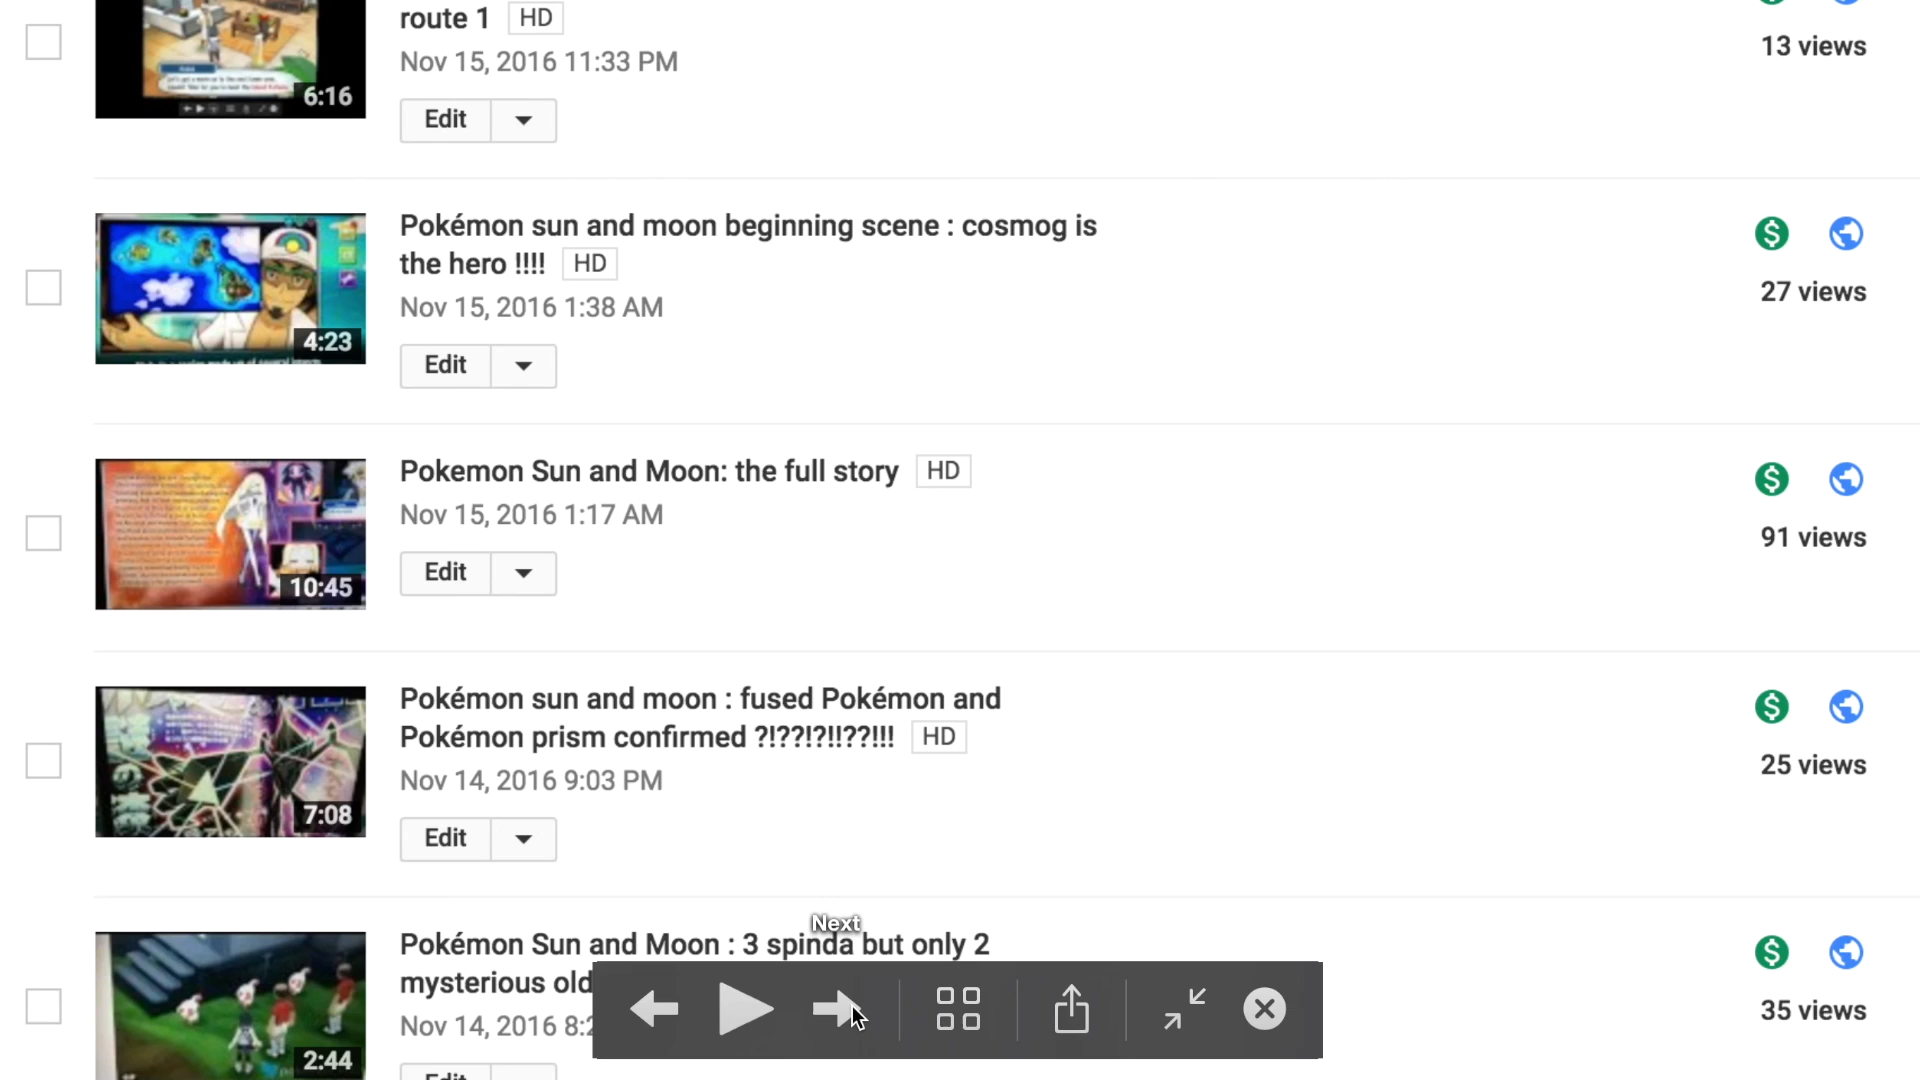 route 1 HD
13 views
Nov 15, 2016 11:33 PM
6:16
Edit
Pokémon sun and moon beginning scene : cosmog is
the hero !!!! HD
27 views
Nov 15, 2016 1:38 AM
4:23
Edit
Pokemon Sun and Moon: the full story HD
Nov 15, 2016 1:17 AM
91 views
10:45
Edit
Pokémon sun and moon : fused Pokémon and
Pokémon prism confirmed ?!??!?!!??!!! HD
25 views
Nov 14, 2016 9:03 PM
7:08
Edit
Next
Pokémon Sun and Moon : 3 spinda but only 2
mysterious old
35 views
Nov 14, 2016 8:2
2:44
Edit